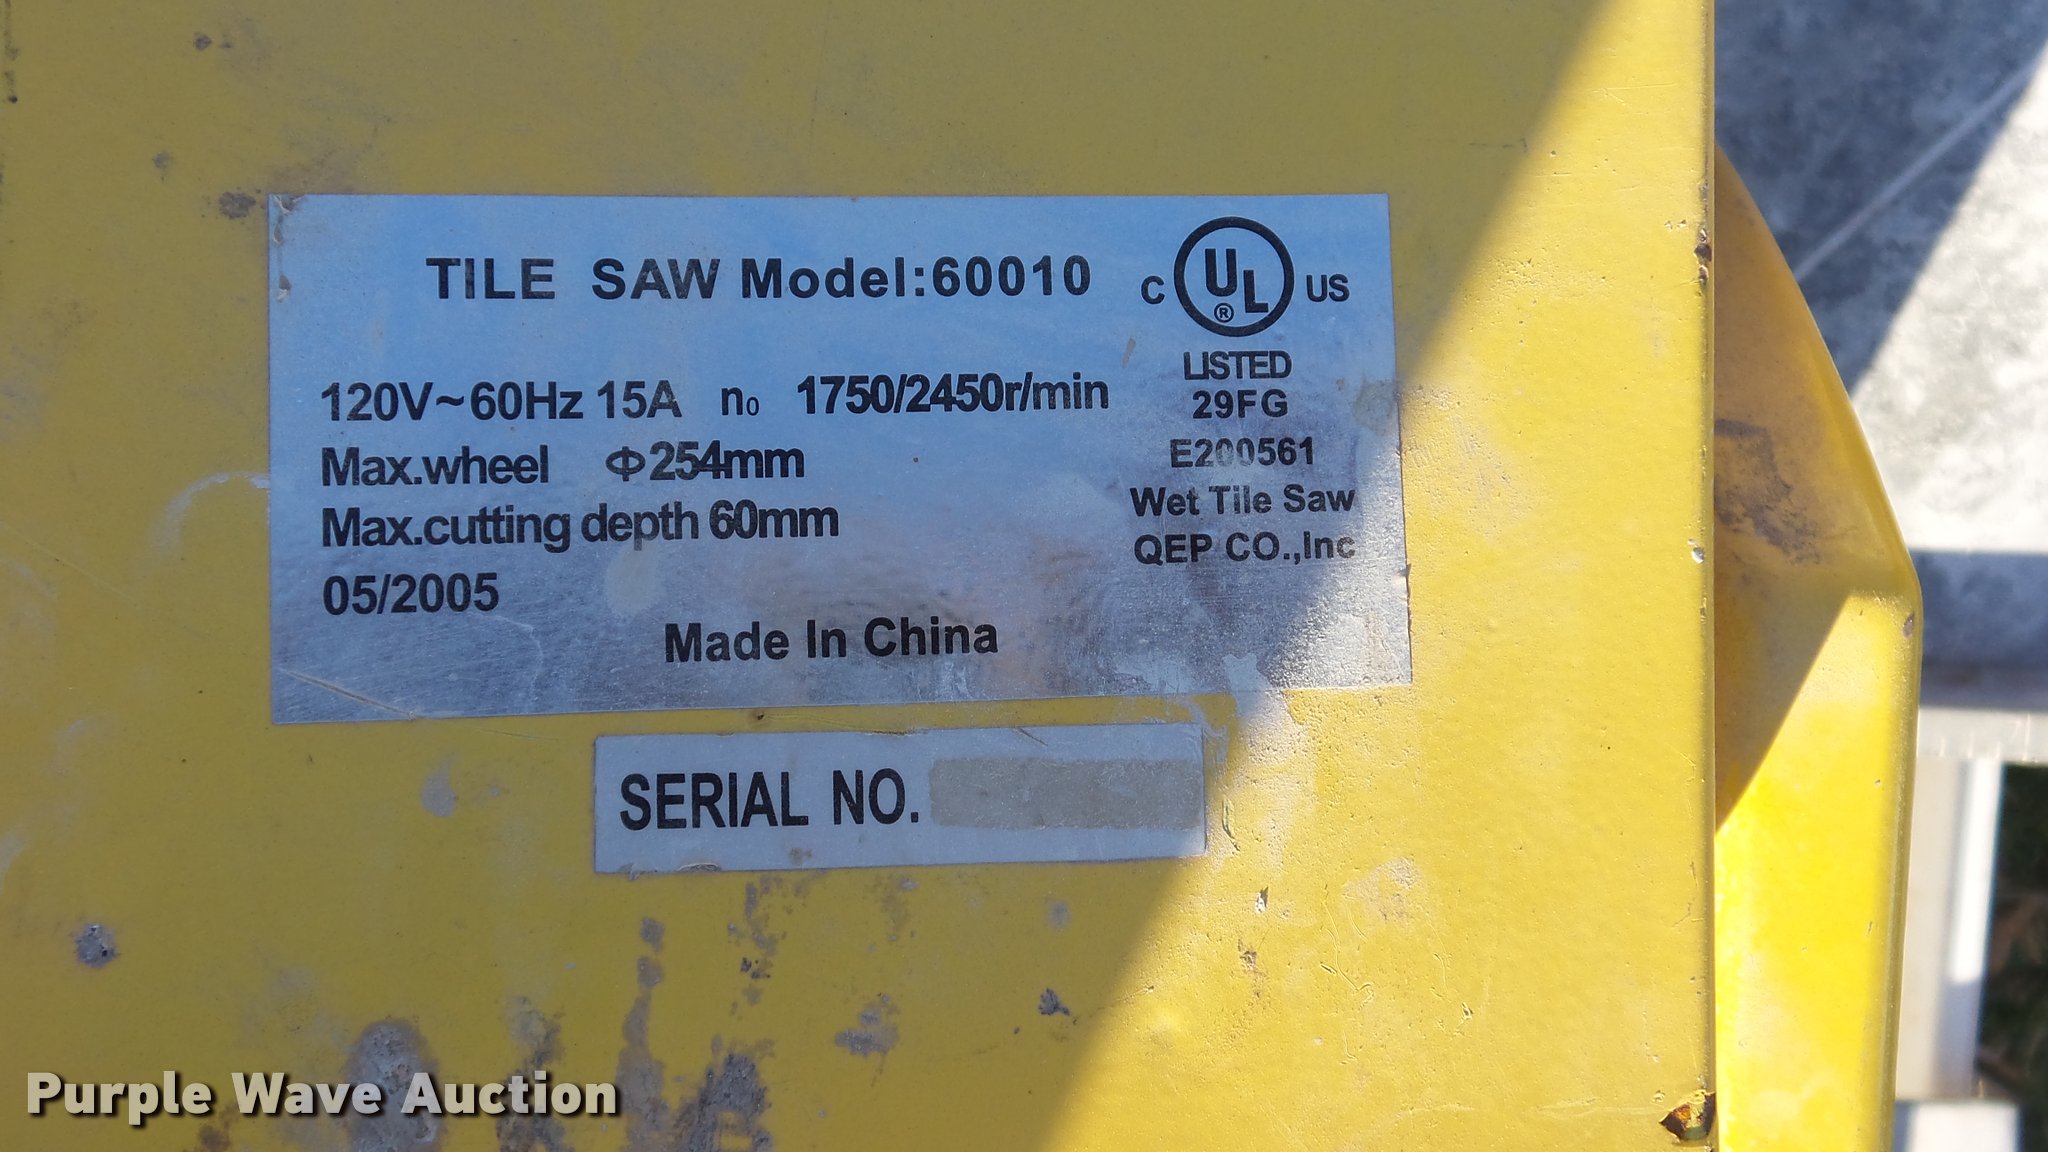 TILE SAW Model:60010
C UL® US
LISTED
29FG
E200561
Wet Tile Saw
QEP CO.,Inc
120V~60Hz 15A n₀ 1750/2450r/min
Max.wheel Φ254mm
Max.cutting depth 60mm
05/2005
Made In China
SERIAL NO.
Purple Wave Auction